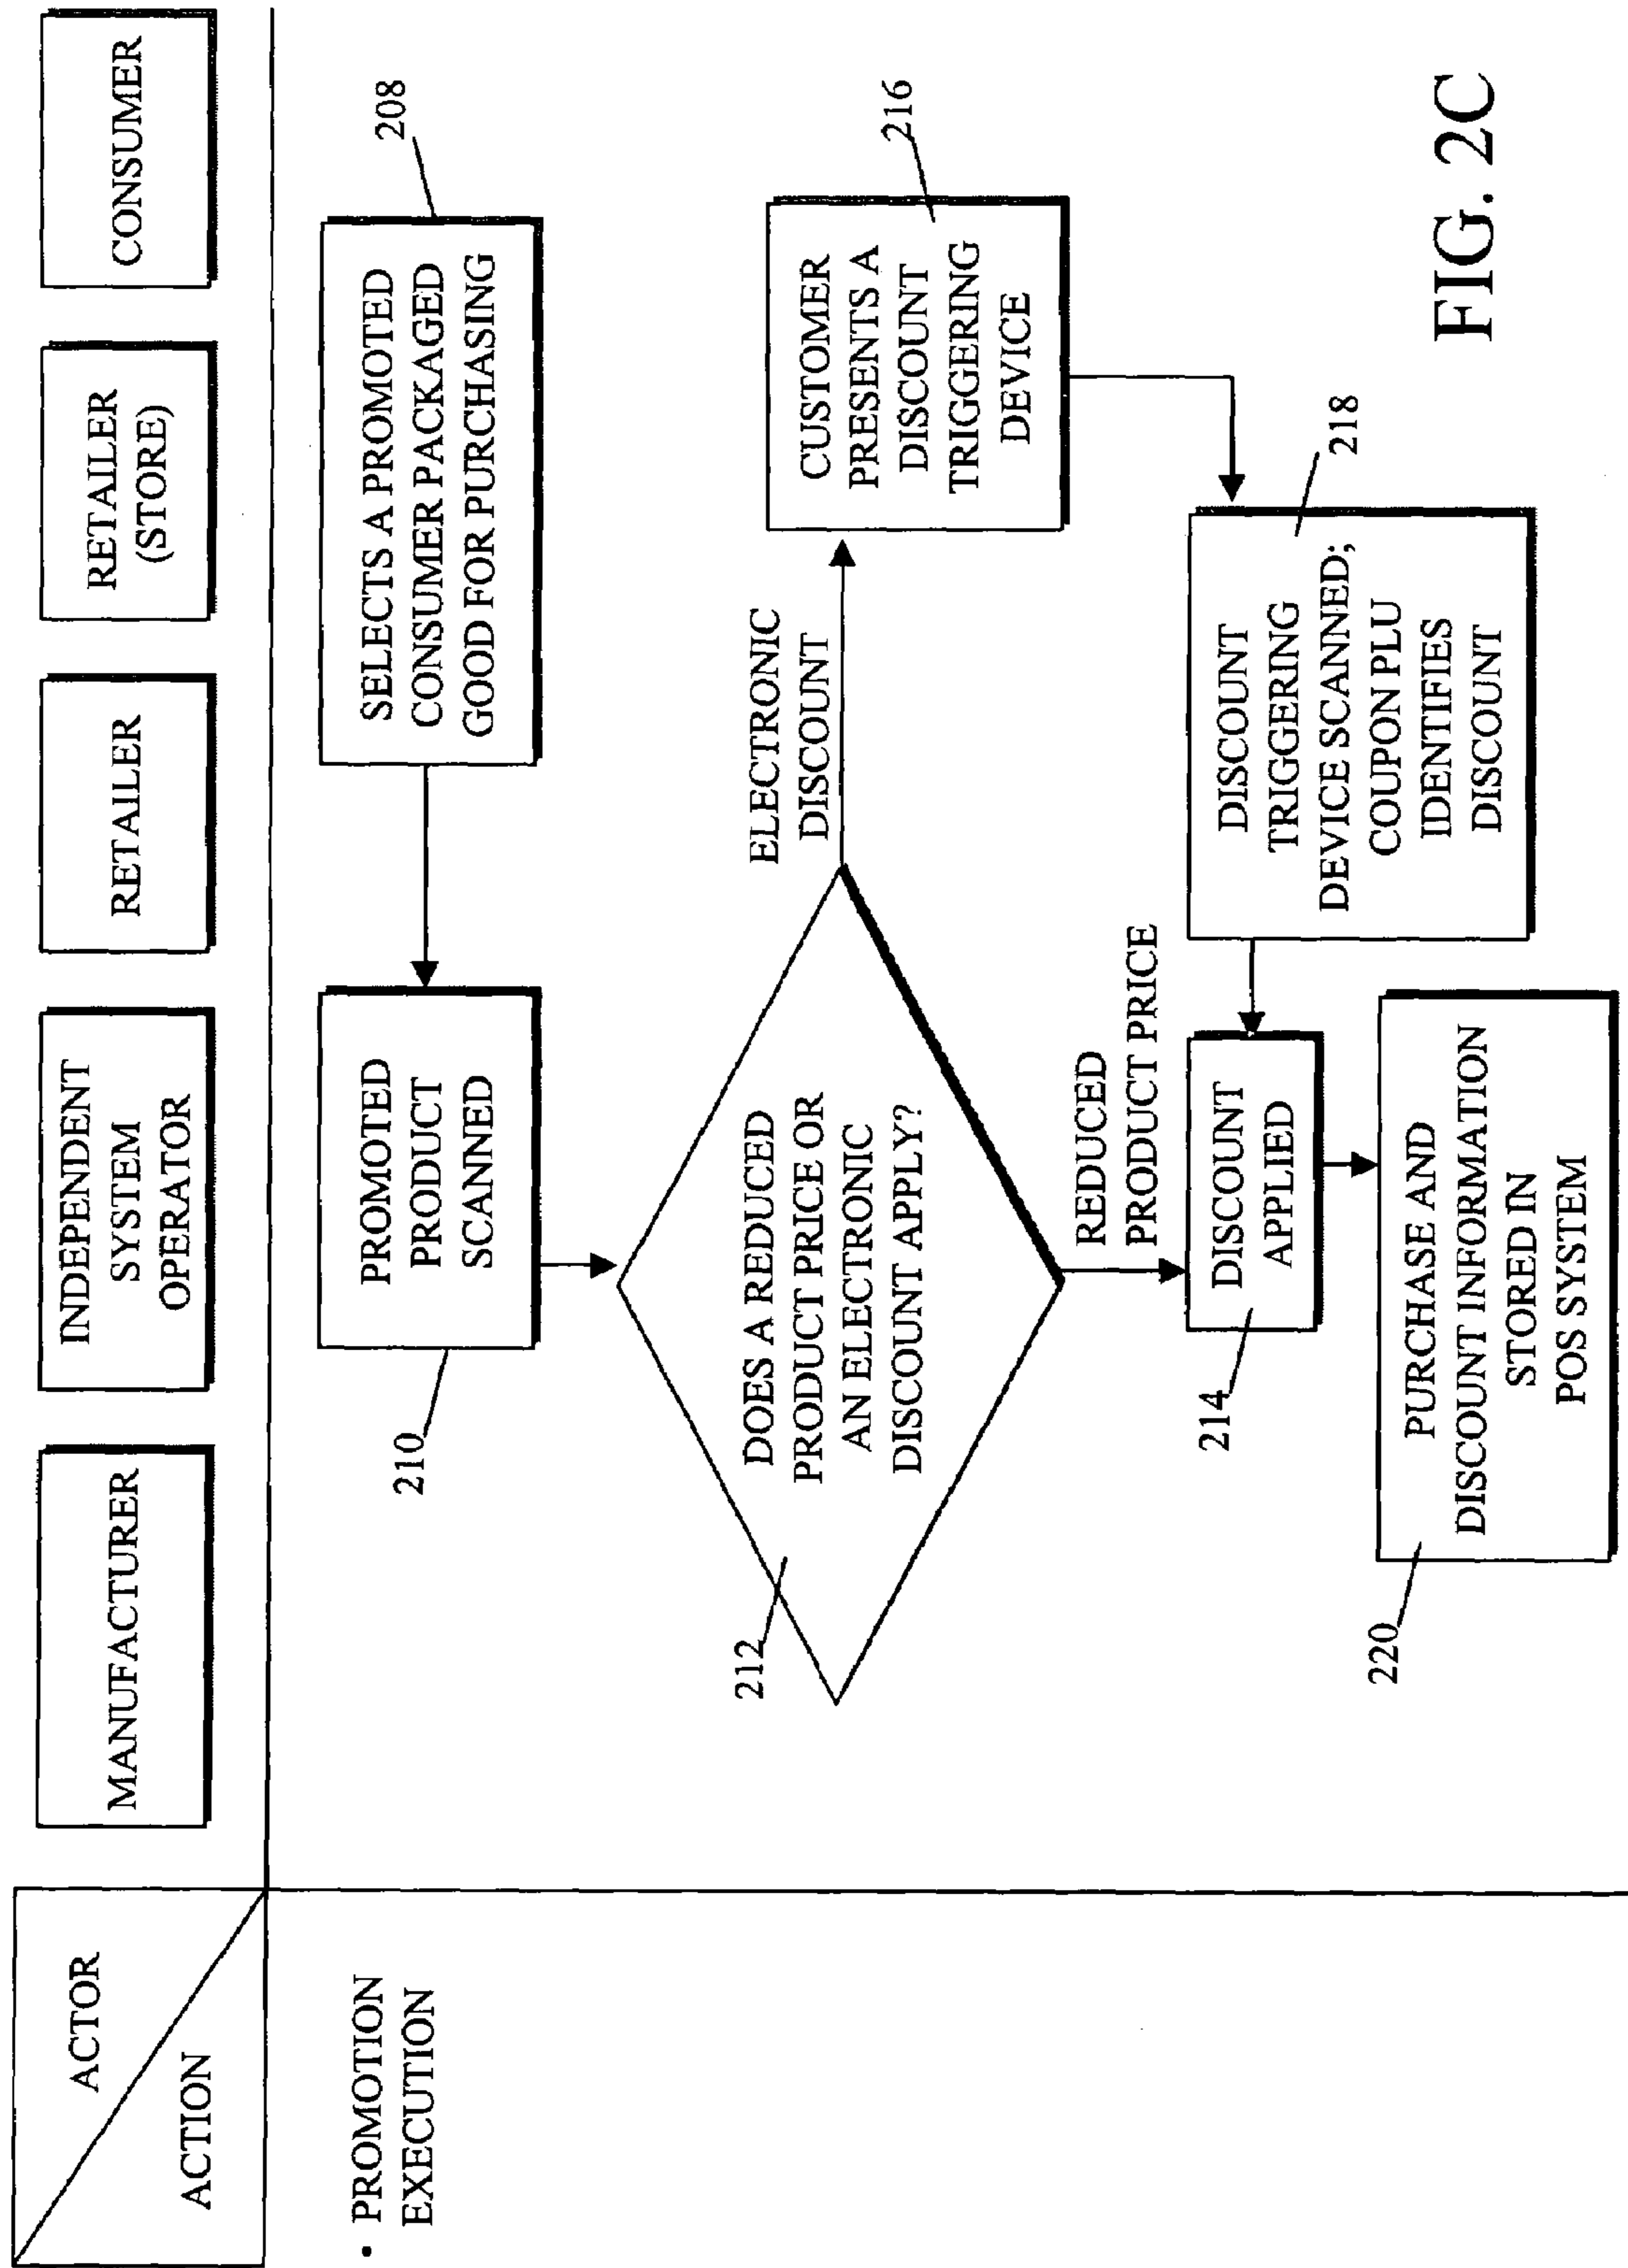 ACTOR
ACTION
MANUFACTURER
INDEPENDENT
SYSTEM
OPERATOR
RETAILER
RETAILER
(STORE)
CONSUMER
• PROMOTION
EXECUTION
SELECTS A PROMOTED
CONSUMER PACKAGED
GOOD FOR PURCHASING
208
PROMOTED
PRODUCT
SCANNED
210
DOES A REDUCED
PRODUCT PRICE OR
AN ELECTRONIC
DISCOUNT APPLY?
212
ELECTRONIC
DISCOUNT
CUSTOMER
PRESENTS A
DISCOUNT
TRIGGERING
DEVICE
216
REDUCED
PRODUCT PRICE
DISCOUNT
APPLIED
214
DISCOUNT
TRIGGERING
DEVICE SCANNED;
COUPON PLU
IDENTIFIES
DISCOUNT
218
PURCHASE AND
DISCOUNT INFORMATION
STORED IN
POS SYSTEM
220
FIG. 2C